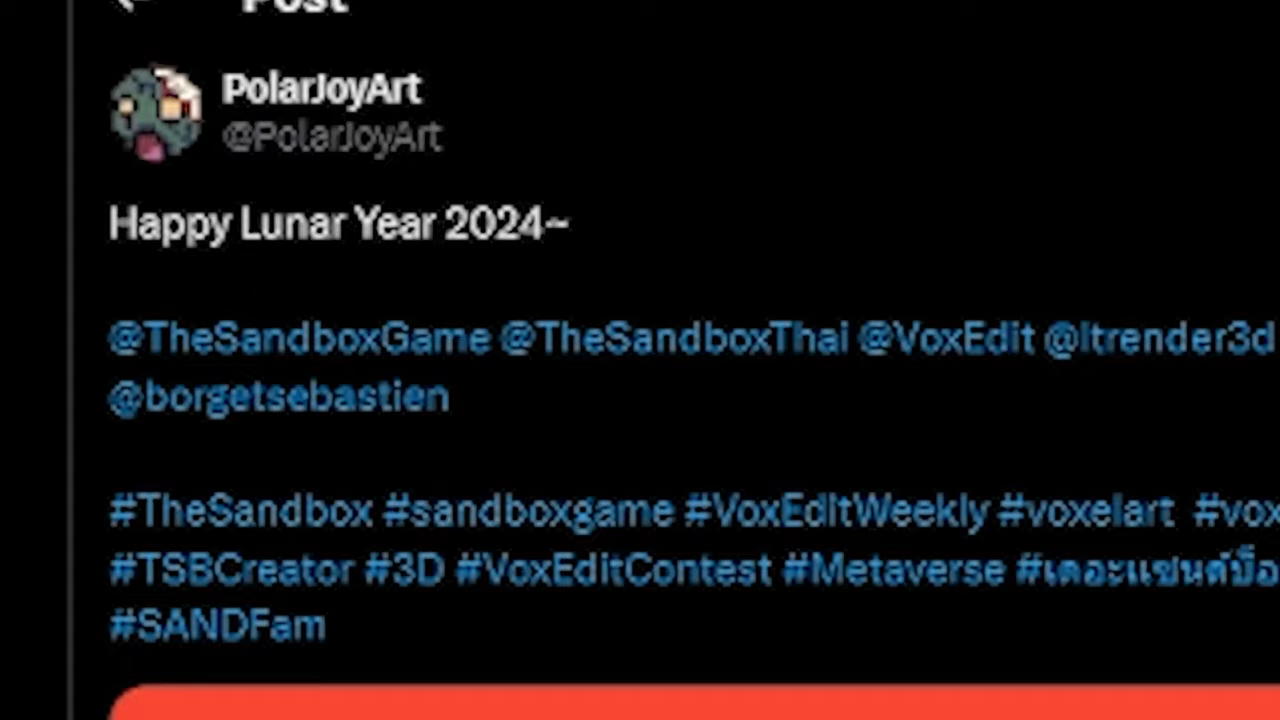 Post
PolarJoyArt
@PolarJoyArt
Happy Lunar Year 2024~
@TheSandboxGame @TheSandboxThai @VoxEdit @ltrender3d
@borgetsebastien
#TheSandbox #sandboxgame #VoxEditWeekly #voxelart #vox
#TSBCreator #3D #VoxEditContest #Metaverse
#SANDFam